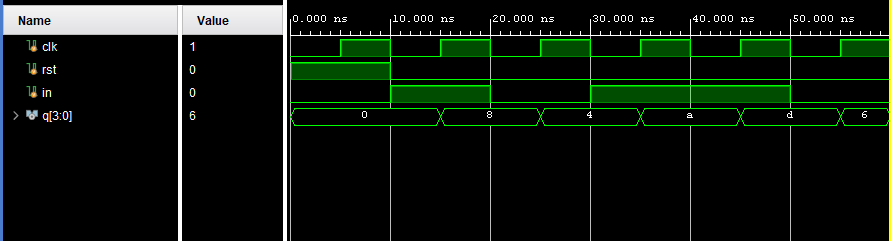 Name Value 0.000 ns 10.000 ns 20.000 ns 30.000 ns 40.000 ns 50.000 ns
clk 1
rst 0
in 0
q[3:0] 6 0 8 4 a d 6